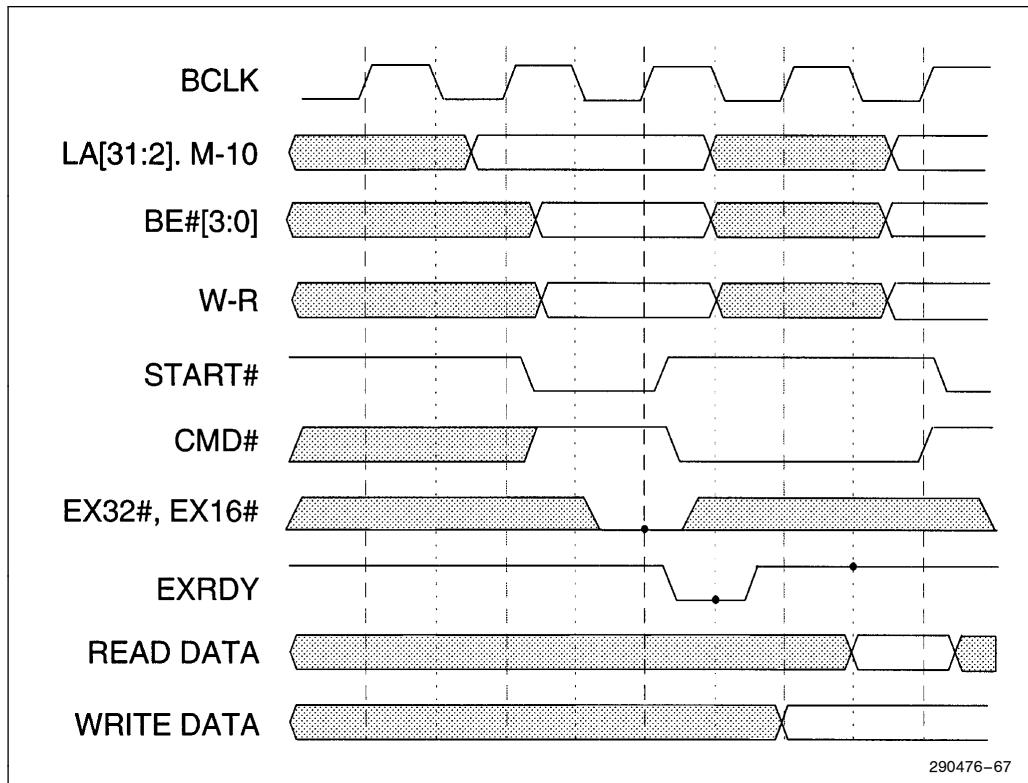 BCLK
LA[31:2]. M-10
BE#[3:0]
W-R
START#
CMD#
EX32#, EX16#
EXRDY
READ DATA
WRITE DATA
290476–67